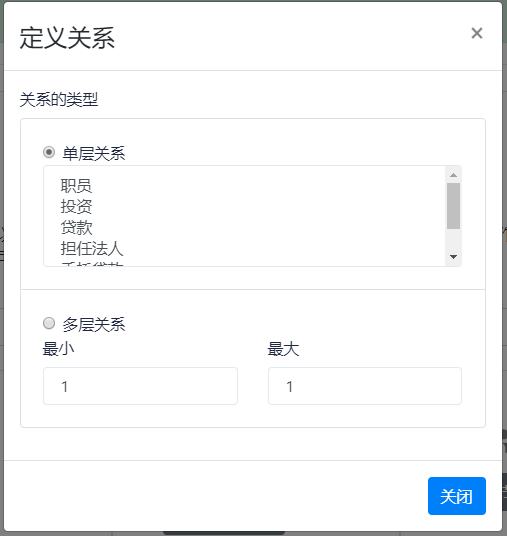 定义关系
×
关系的类型
单层关系
职员
投资
贷款
担任法人
多层关系
最小 最大
1 1
关闭